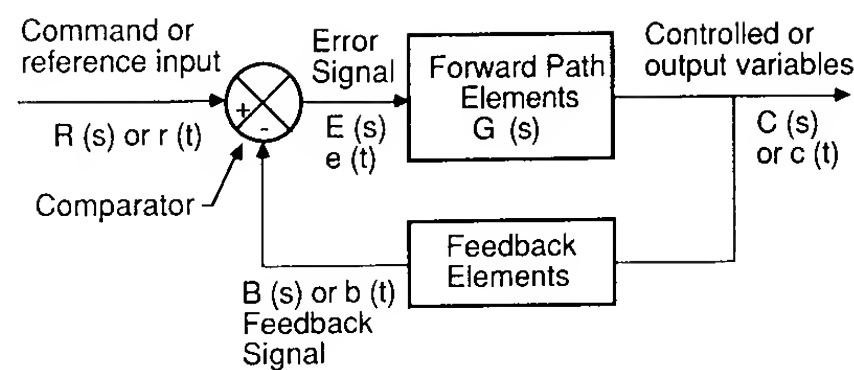 Command or
reference input
R (s) or r (t)
+
-
Comparator
Error
Signal
E (s)
e (t)
Forward Path
Elements
G (s)
Controlled or
output variables
C (s)
or c (t)
Feedback
Elements
B (s) or b (t)
Feedback
Signal